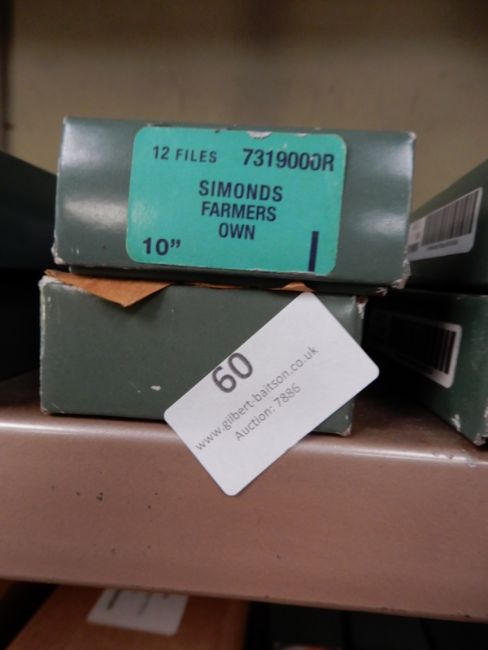 12 FILES 7319000R
SIMONDS
FARMERS
OWN
10"
60
www.gilbert-baitson.co.uk
Auction: 7886